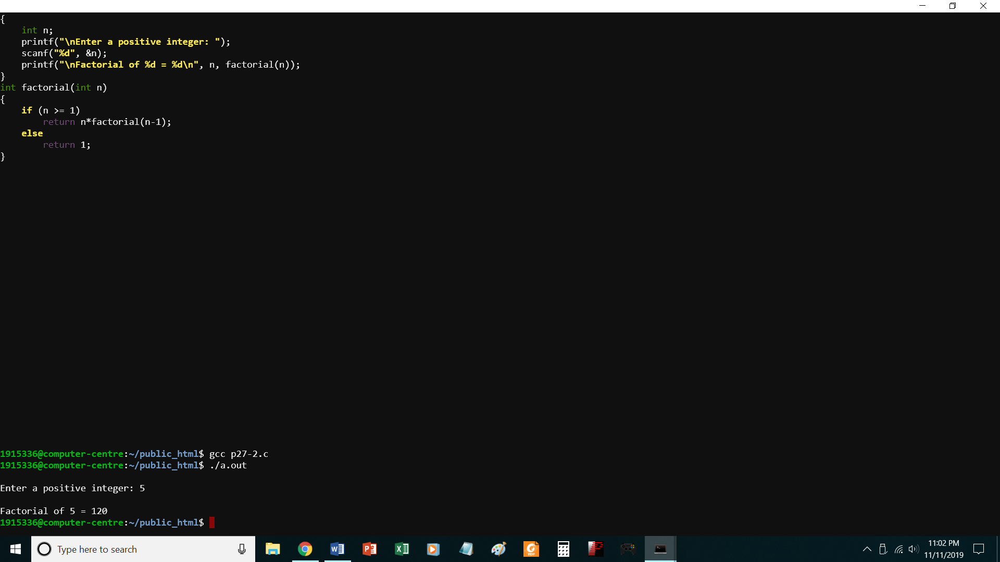 {
    int n;
    printf("\nEnter a positive integer: ");
    scanf("%d", &n);
    printf("\nFactorial of %d = %d\n", n, factorial(n));
}
int factorial(int n)
{
    if (n >= 1)
        return n*factorial(n-1);
    else
        return 1;
}
1915336@computer-centre:~/public_html$ gcc p27-2.c
1915336@computer-centre:~/public_html$ ./a.out
Enter a positive integer: 5
Factorial of 5 = 120
1915336@computer-centre:~/public_html$
Type here to search
11:02 PM
11/11/2019